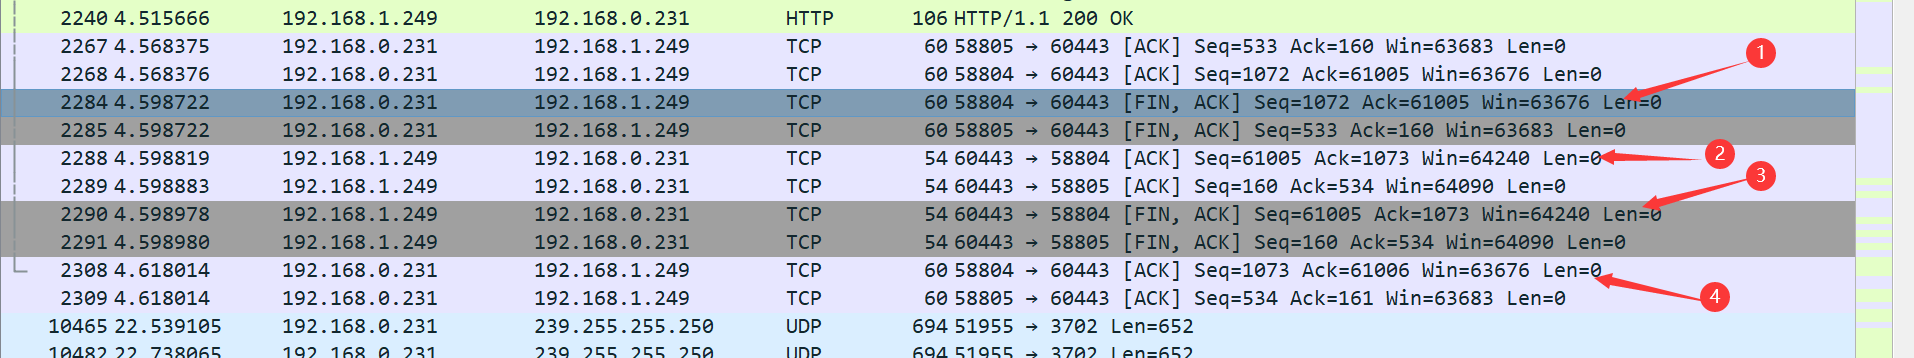 2240 4.515666 192.168.1.249 192.168.0.231 HTTP 106 HTTP/1.1 200 OK
2267 4.568375 192.168.0.231 192.168.1.249 TCP 60 58805 → 60443 [ACK] Seq=533 Ack=160 Win=63683 Len=0
1
2268 4.568376 192.168.0.231 192.168.1.249 TCP 60 58804 → 60443 [ACK] Seq=1072 Ack=61005 Win=63676 Len=0
2284 4.598722 192.168.0.231 192.168.1.249 TCP 60 58804 → 60443 [FIN, ACK] Seq=1072 Ack=61005 Win=63676 Len=0
2285 4.598722 192.168.0.231 192.168.1.249 TCP 60 58805 → 60443 [FIN, ACK] Seq=533 Ack=160 Win=63683 Len=0
2288 4.598819 192.168.1.249 192.168.0.231 TCP 54 60443 → 58804 [ACK] Seq=61005 Ack=1073 Win=64240 Len=0
2
2289 4.598883 192.168.1.249 192.168.0.231 TCP 54 60443 → 58805 [ACK] Seq=160 Ack=534 Win=64090 Len=0
3
2290 4.598978 192.168.1.249 192.168.0.231 TCP 54 60443 → 58804 [FIN, ACK] Seq=61005 Ack=1073 Win=64240 Len=0
2291 4.598980 192.168.1.249 192.168.0.231 TCP 54 60443 → 58805 [FIN, ACK] Seq=160 Ack=534 Win=64090 Len=0
2308 4.618014 192.168.0.231 192.168.1.249 TCP 60 58804 → 60443 [ACK] Seq=1073 Ack=61006 Win=63676 Len=0
2309 4.618014 192.168.0.231 192.168.1.249 TCP 60 58805 → 60443 [ACK] Seq=534 Ack=161 Win=63683 Len=0
4
10465 22.539105 192.168.0.231 239.255.255.250 UDP 694 51955 → 3702 Len=652
10482 22.738065 192.168.0.231 239.255.255.250 UDP 694 51955 → 3702 Len=652